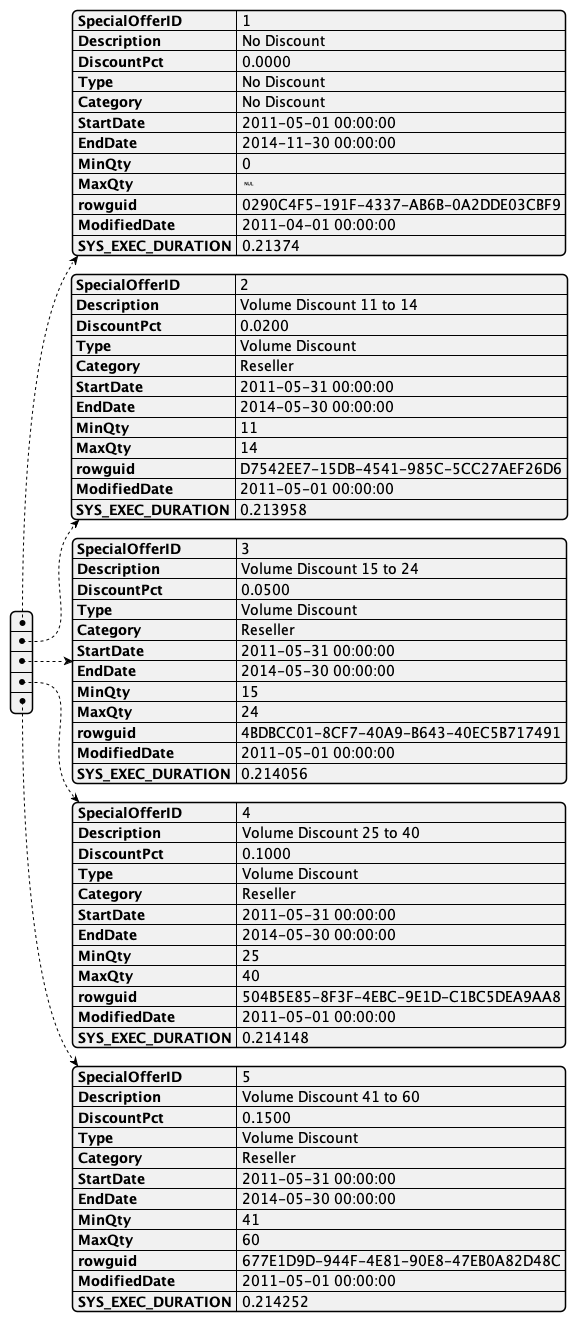 SpecialOfferID 1
Description No Discount
DiscountPct 0.0000
Type No Discount
Category No Discount
StartDate 2011-05-01 00:00:00
EndDate 2014-11-30 00:00:00
MinQty 0
MaxQty NUL
rowguid 0290C4F5-191F-4337-AB6B-0A2DDE03CBF9
ModifiedDate 2011-04-01 00:00:00
SYS_EXEC_DURATION 0.21374
SpecialOfferID 2
Description Volume Discount 11 to 14
DiscountPct 0.0200
Type Volume Discount
Category Reseller
StartDate 2011-05-31 00:00:00
EndDate 2014-05-30 00:00:00
MinQty 11
MaxQty 14
rowguid D7542EE7-15DB-4541-985C-5CC27AEF26D6
ModifiedDate 2011-05-01 00:00:00
SYS_EXEC_DURATION 0.213958
SpecialOfferID 3
Description Volume Discount 15 to 24
DiscountPct 0.0500
Type Volume Discount
Category Reseller
StartDate 2011-05-31 00:00:00
EndDate 2014-05-30 00:00:00
MinQty 15
MaxQty 24
rowguid 4BDBCC01-8CF7-40A9-B643-40EC5B717491
ModifiedDate 2011-05-01 00:00:00
SYS_EXEC_DURATION 0.214056
SpecialOfferID 4
Description Volume Discount 25 to 40
DiscountPct 0.1000
Type Volume Discount
Category Reseller
StartDate 2011-05-31 00:00:00
EndDate 2014-05-30 00:00:00
MinQty 25
MaxQty 40
rowguid 504B5E85-8F3F-4EBC-9E1D-C1BC5DEA9AA8
ModifiedDate 2011-05-01 00:00:00
SYS_EXEC_DURATION 0.214148
SpecialOfferID 5
Description Volume Discount 41 to 60
DiscountPct 0.1500
Type Volume Discount
Category Reseller
StartDate 2011-05-31 00:00:00
EndDate 2014-05-30 00:00:00
MinQty 41
MaxQty 60
rowguid 677E1D9D-944F-4E81-90E8-47EB0A82D48C
ModifiedDate 2011-05-01 00:00:00
SYS_EXEC_DURATION 0.214252